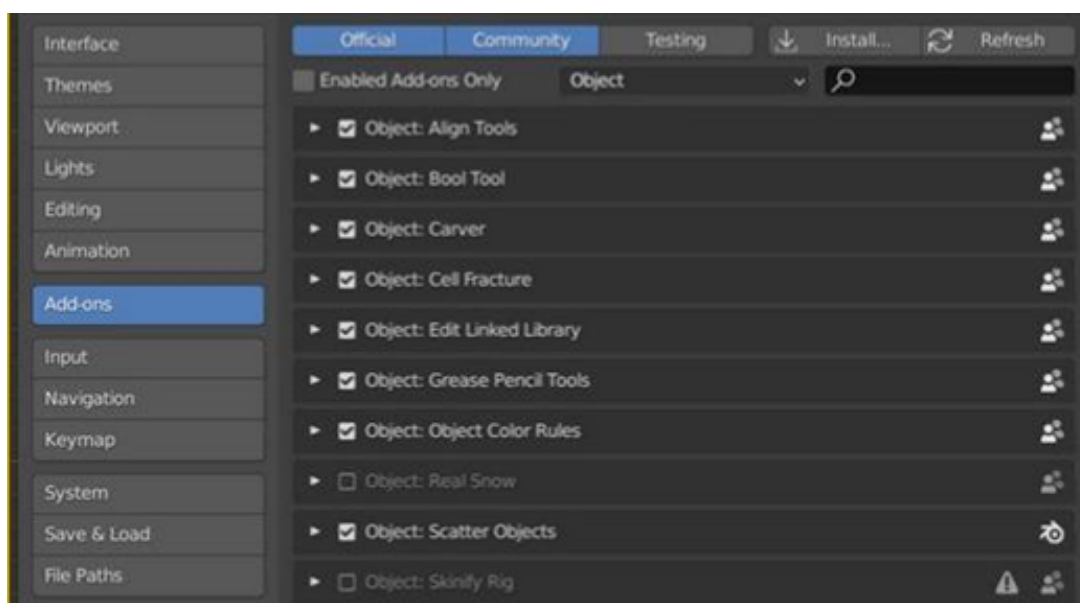 Interface
Themes
Viewport
Lights
Editing
Animation
Add-ons
Input
Navigation
Keymap
System
Save & Load
File Paths
Official Community Testing Install... Refresh
Enabled Add-ons Only Object
Object: Align Tools
Object: Bool Tool
Object: Carver
Object: Cell Fracture
Object: Edit Linked Library
Object: Grease Pencil Tools
Object: Object Color Rules
Object: Real Snow
Object: Scatter Objects
Object: Skinify Rig